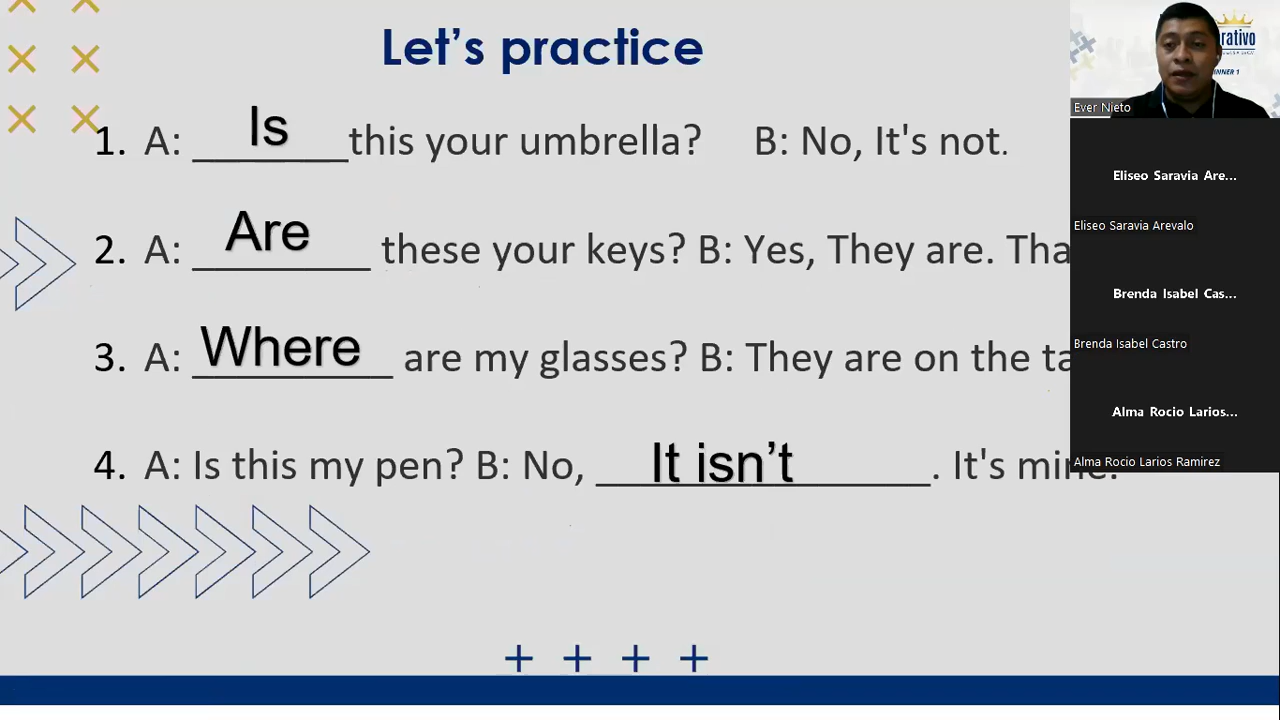 Let's practice
1. A: Is this your umbrella? B: No, It's not.
2. A: Are these your keys? B: Yes, They are.
3. A: Where are my glasses? B: They are on the
4. A: Is this my pen? B: No, It isn't. It's mine.
Ever Nieto
Eliseo Saravia Are...
Eliseo Saravia Arevalo
Brenda Isabel Cas...
Brenda Isabel Castro
Alma Rocio Larios...
Alma Rocio Larios Ramirez